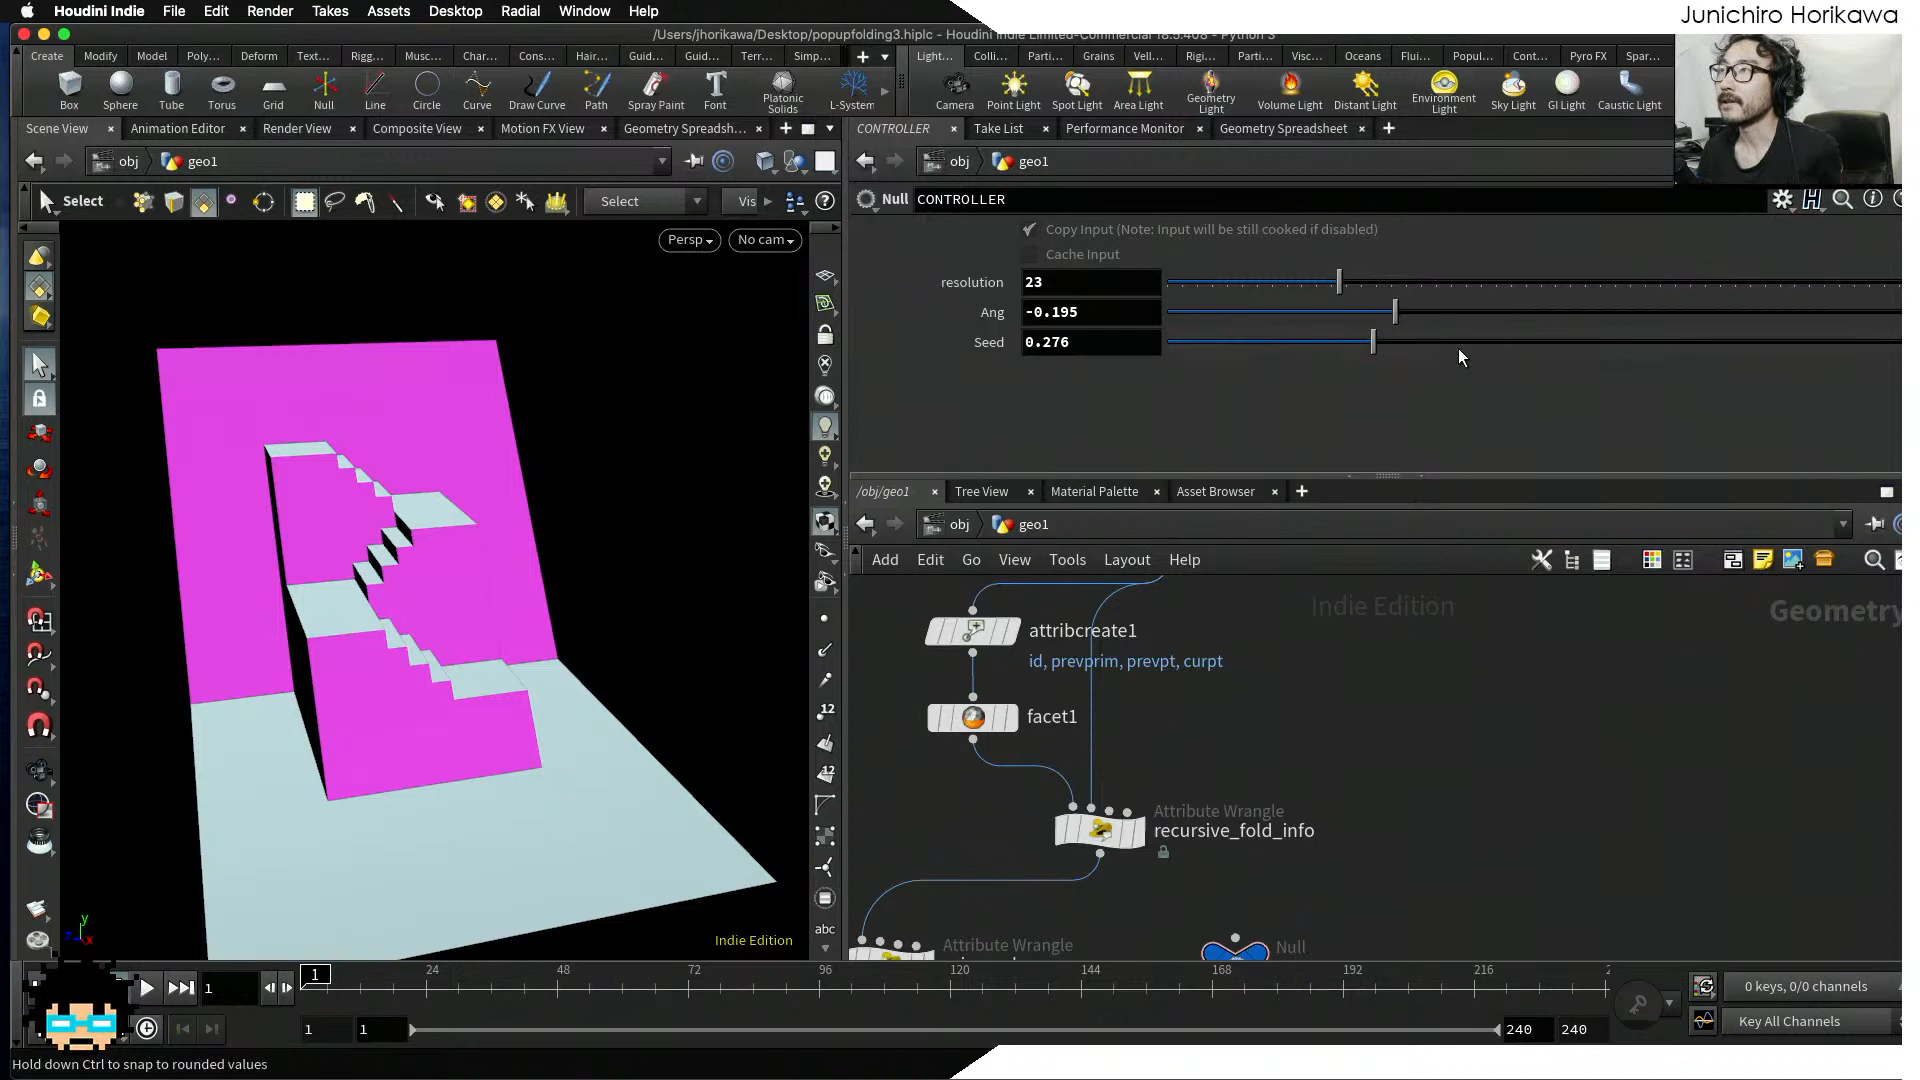 Houdini Indie File Edit Render Takes Assets Desktop Radial Window Help
Junichiro Horikawa
/Users/jhorikawa/Desktop/popupfolding3.hiplc - Houdini Indie Limited-Commercial 18.5.408 - Python 3
Create Modify Model Poly... Deform Text... Rigg... Musc... Char... Cons... Hair... Guid... Guid... Terr... Simp...
Light... Colli... Parti... Grains Vell... Rigi... Parti... Visc... Oceans Flui... Popul... Cont... Pyro FX Spar...
Box Sphere Tube Torus Grid Null Line Circle Curve Draw Curve Path Spray Paint Font Platonic Solids L-System
Camera Point Light Spot Light Area Light Geometry Light Volume Light Distant Light Environment Light Sky Light GI Light Caustic Light
Scene View Animation Editor Render View Composite View Motion FX View Geometry Spreadsh...
CONTROLLER Take List Performance Monitor Geometry Spreadsheet
obj geo1
obj geo1
Select Select Vis
Null CONTROLLER
Copy Input (Note: Input will be still cooked if disabled)
Cache Input
resolution 23
Ang -0.195
Seed 0.276
Persp No cam
/obj/geo1 Tree View Material Palette Asset Browser
obj geo1
Add Edit Go View Tools Layout Help
Indie Edition
Geometry
attribcreate1
id, prevprim, prevpt, curpt
facet1
Attribute Wrangle
recursive_fold_info
Attribute Wrangle
Null
12
12
abc
y
z x
Indie Edition
1
1 24 48 72 96 120 144 168 192 216 2
1 1 240 240
0 keys, 0/0 channels
Key All Channels
Hold down Ctrl to snap to rounded values